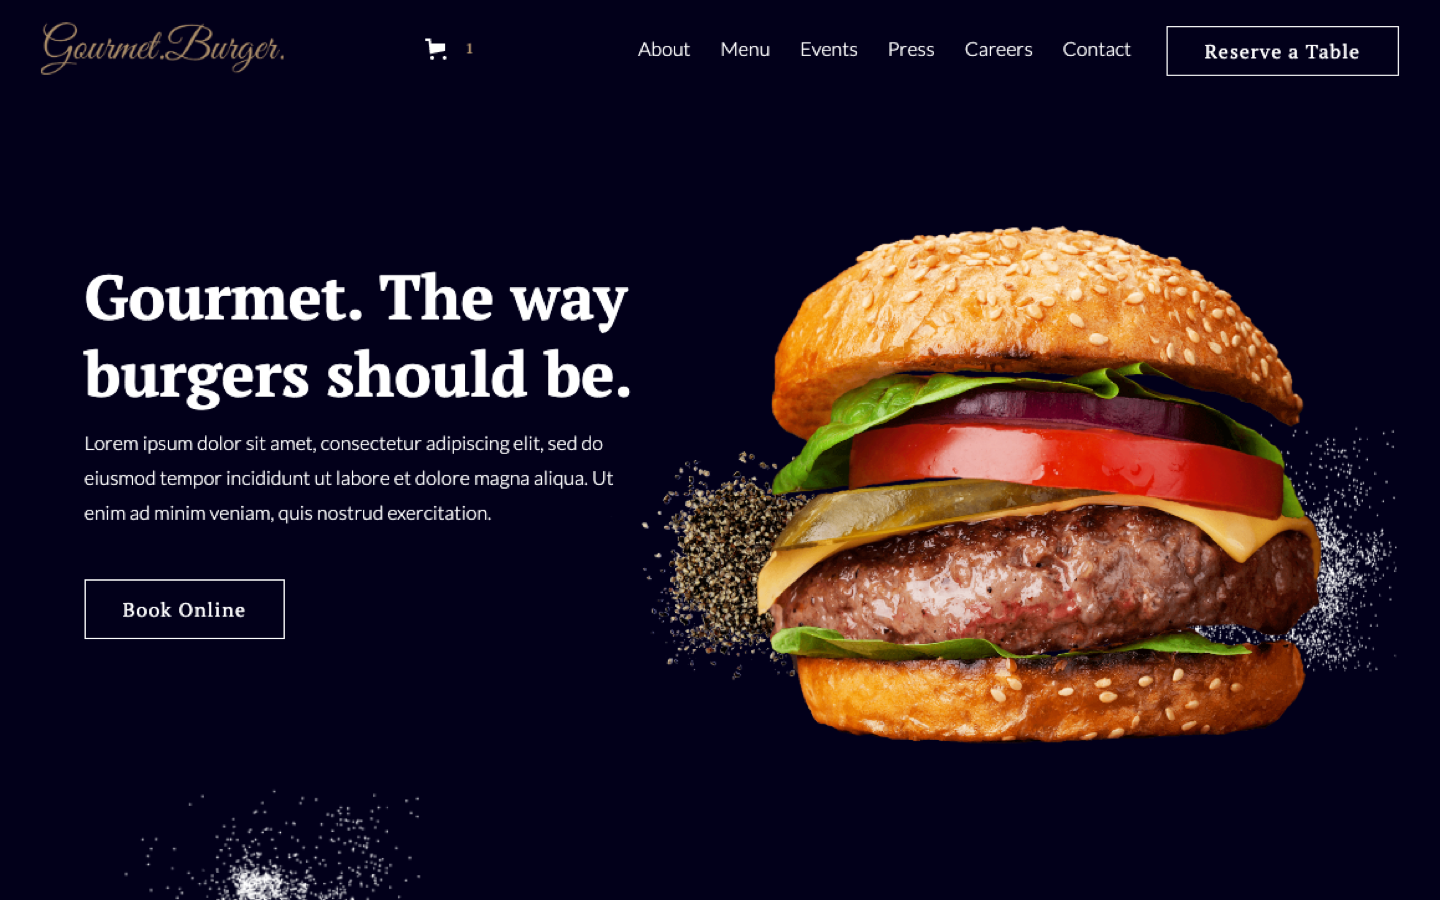 Gourmet.Burger.
1
About Menu Events Press Careers Contact
Reserve a Table
Gourmet. The way
burgers should be.
Lorem ipsum dolor sit amet, consectetur adipiscing elit, sed do
eiusmod tempor incididunt ut labore et dolore magna aliqua. Ut
enim ad minim veniam, quis nostrud exercitation.
Book Online